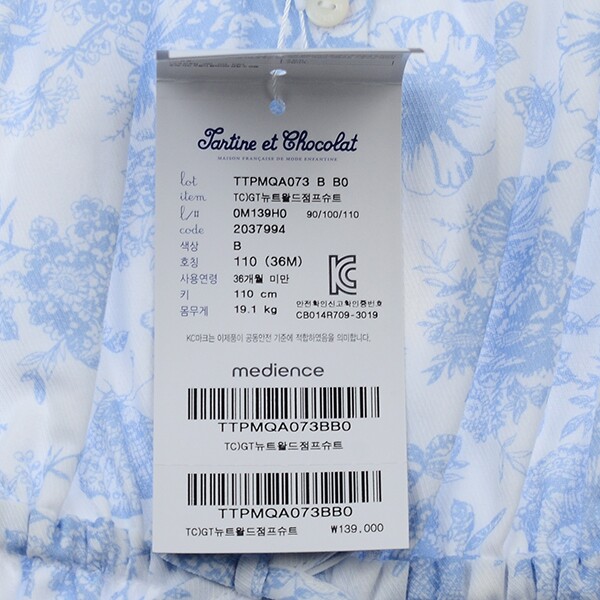 Tartine et Chocolat
MAISON FRANÇAISE DE MODE ENFANTINE
lot TTPMQA073 B B0
item TC)GT뉴트월드점프슈트
l/# 0M139H0 90/100/110
code 2037994
색상 B
호칭 110 (36M)
사용연령 36개월 미만
키 110 cm
몸무게 19.1 kg
안전확인신고확인증번호
CB014R709-3019
KC마크는 이제품이 공동안전 기준에 적합하였음을 의미합니다.
medience
TTPMQA073BB0
TC)GT뉴트월드점프슈트
TTPMQA073BB0
TC)GT뉴트월드점프슈트 ₩139,000